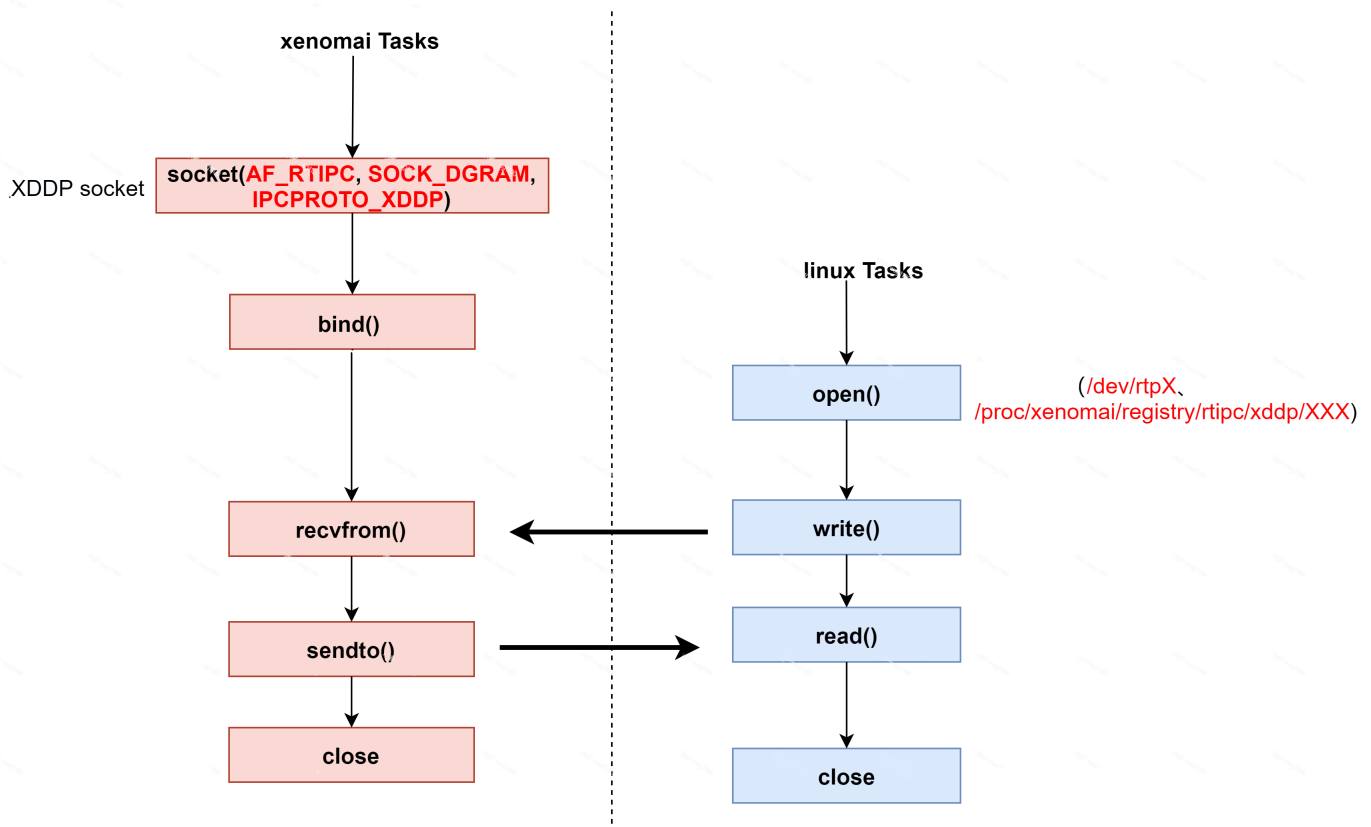 xenomai Tasks
XDDP socket
socket(AF_RTIPC, SOCK_DGRAM,
IPCPROTO_XDDP)
bind()
linux Tasks
open()
(/dev/rtpX、
/proc/xenomai/registry/rtipc/xddp/XXX)
recvfrom()
write()
sendto()
read()
close
close